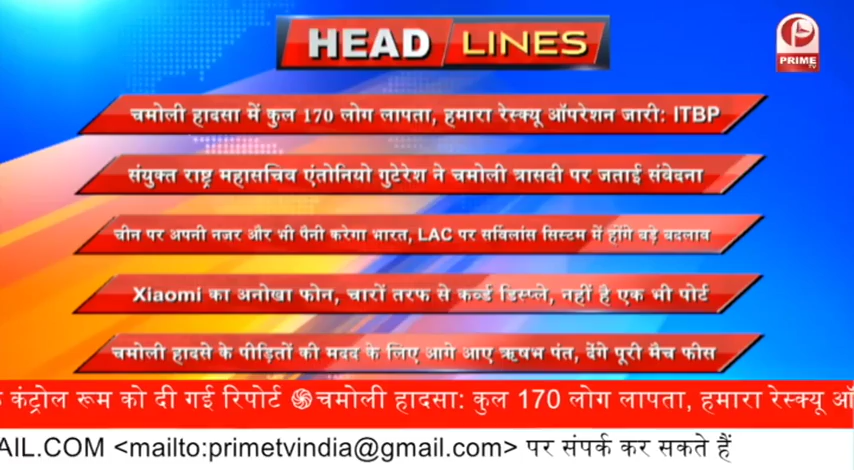 HEAD LINES
PRIME
TV
चमोली हादसा में कुल 170 लोग लापता, हमारा रेस्क्यू ऑपरेशन जारी: ITBP
संयुक्त राष्ट्र महासचिव एंतोनियो गुटेरेश ने चमोली त्रासदी पर जताई संवेदना
चीन पर अपनी नजर और भी पैनी करेगा भारत, LAC पर सर्विलांस सिस्टम में होंगे बड़े बदलाव
Xiaomi का अनोखा फोन, चारों तरफ से कर्व्ड डिस्प्ले, नहीं है एक भी पोर्ट
चमोली हादसे के पीड़ितों की मदद के लिए आगे आए ऋषभ पंत, देंगे पूरी मैच फीस
कंट्रोल रूम को दी गई रिपोर्ट चमोली हादसा: कुल 170 लोग लापता, हमारा रेस्क्यू
AIL.COM <mailto:primetvindia@gmail.com> पर संपर्क कर सकते हैं